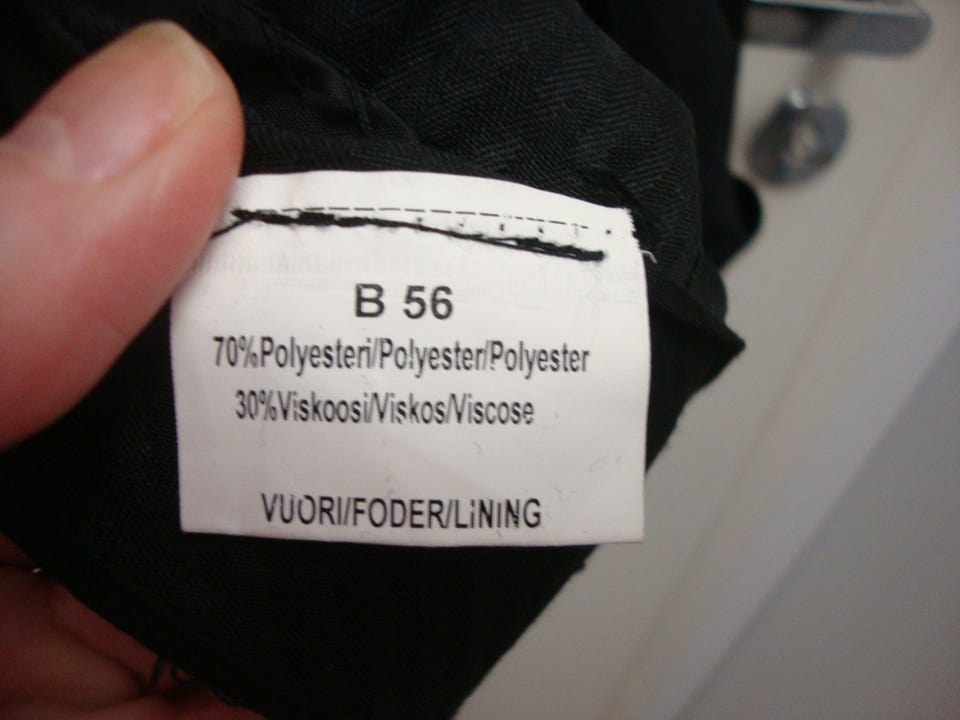 B 56
70%Polyesteri/Polyester/Polyester
30%Viskoosi/Viskos/Viscose
VUORI/FODER/LiNING